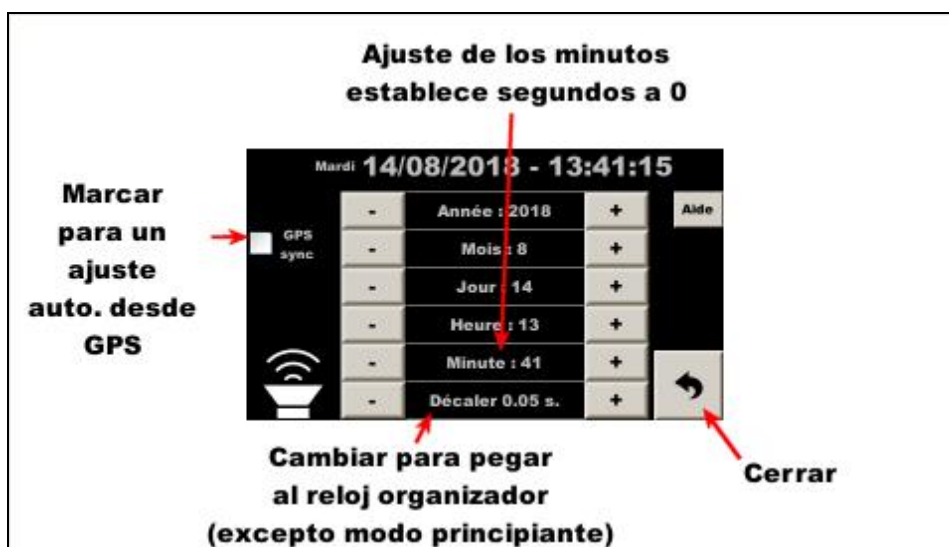 Ajuste de los minutos
establece segundos a 0
Mardi 14/08/2018 - 13:41:15
Marcar
para un
ajuste
auto. desde
GPS
GPS
sync
- Année : 2018 +
Aide
- Mois : 8 +
- Jour : 14 +
- Heure : 13 +
- Minute : 41 +
- Décaler 0.05 s. +
Cambiar para pegar
al reloj organizador
(excepto modo principiante)
Cerrar